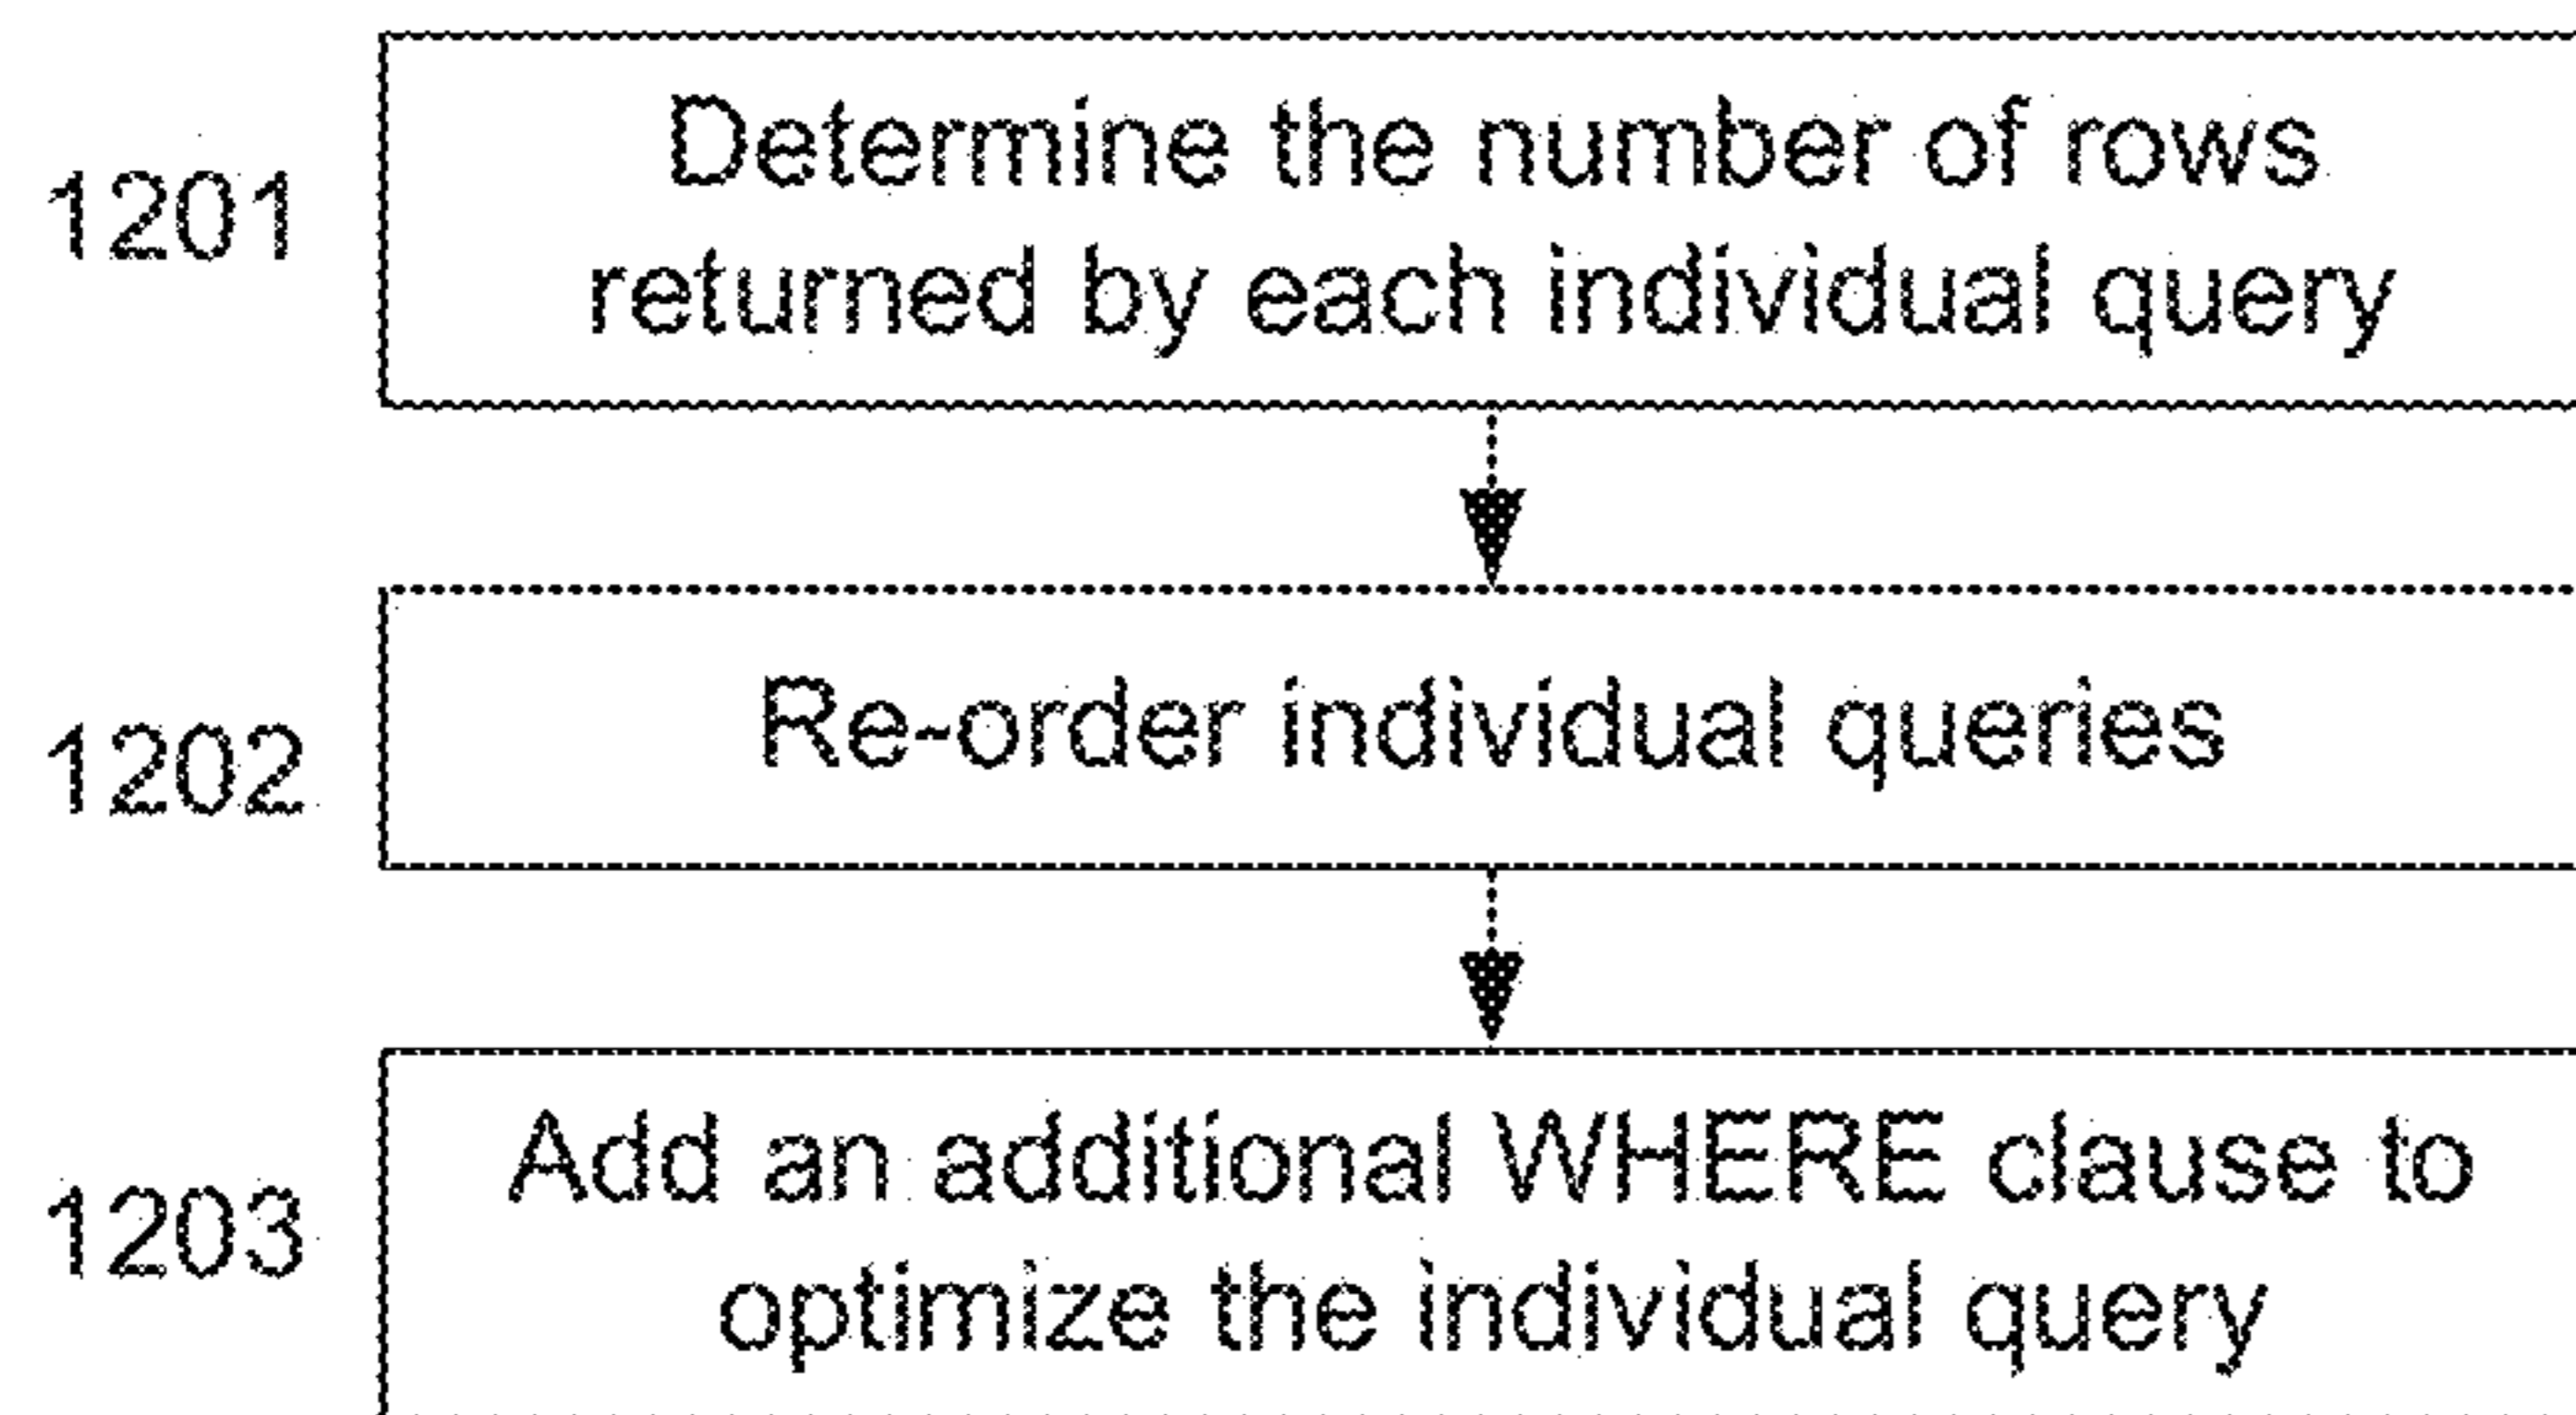 1201
Determine the number of rows
returned by each individual query
1202
Re-order individual queries
1203
Add an additional WHERE clause to
optimize the individual query